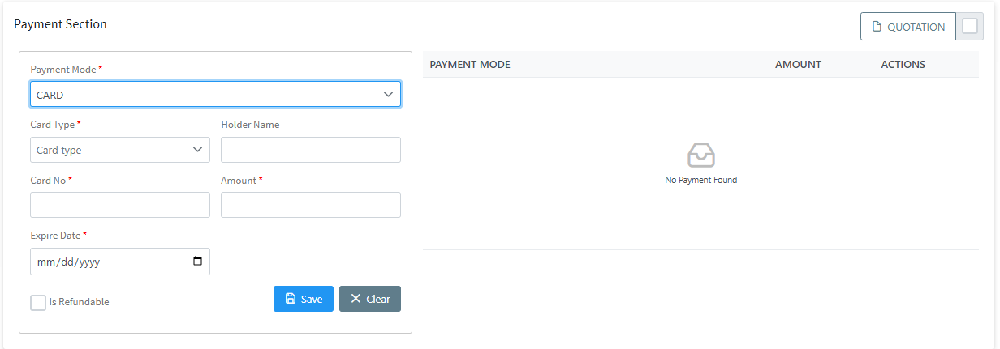 Payment Section
QUOTATION
Payment Mode *
CARD
Card Type *
Holder Name
Card type
Card No *
Amount *
Expire Date *
mm/dd/yyyy
Is Refundable
Save
Clear
PAYMENT MODE AMOUNT ACTIONS
No Payment Found